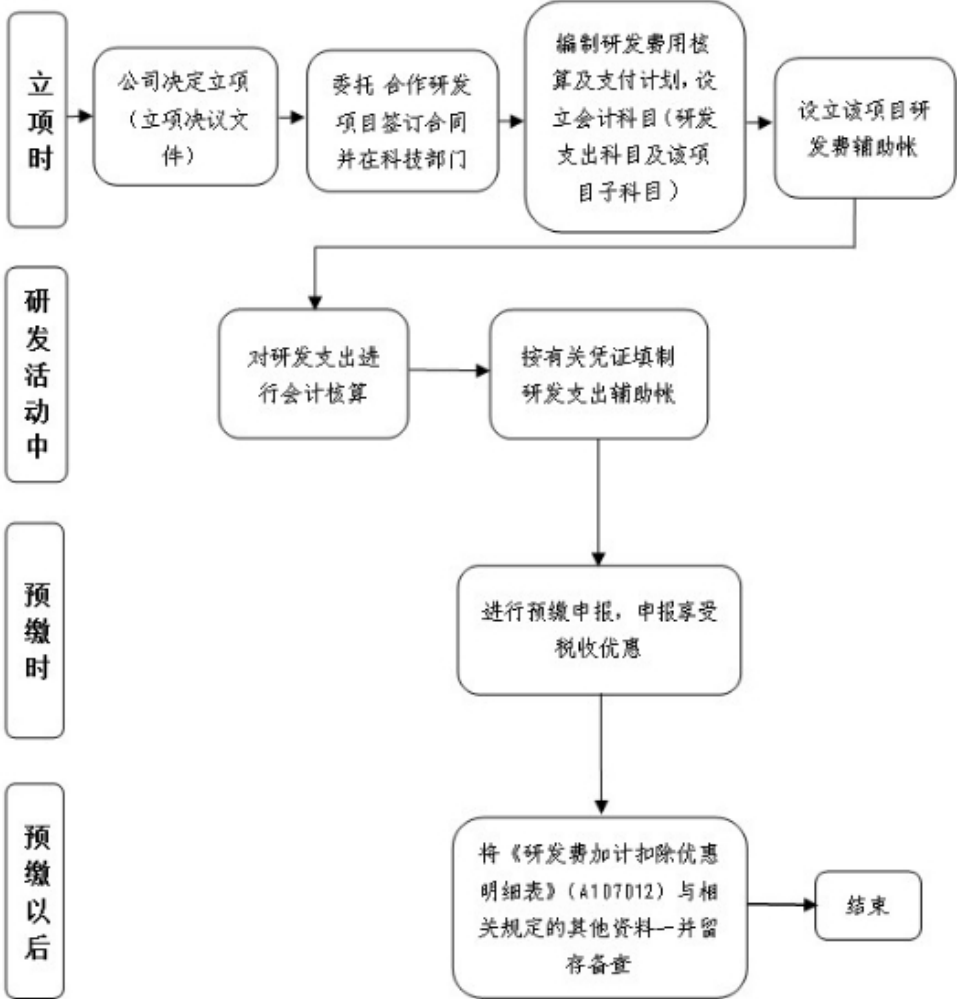 立项时
公司决定立项
（立项决议文
件）
委托 合作研发
项目签订合同
并在科技部门
编制研发费用核
算及支付计划，设
立会计科目（研发
支出科目及该项
目子科目）
设立该项目研
发费辅助帐
研发活动中
对研发支出进
行会计核算
按有关凭证填制
研发支出辅助帐
预缴时
进行预缴申报，申报享受
税收优惠
预缴以后
将《研发费加计扣除优惠
明细表》（A107012）与相
关规定的其他资料--并留
存备查
结束